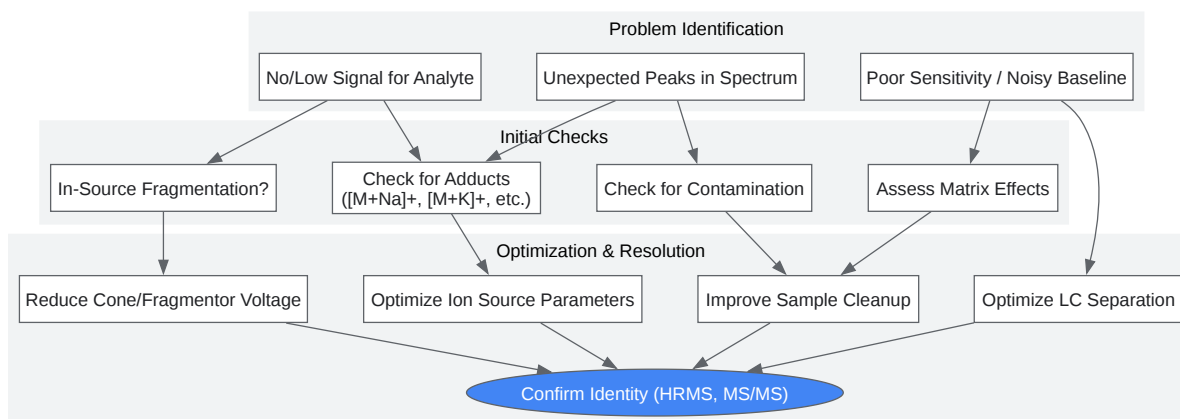 Problem Identification
No/Low Signal for Analyte
Unexpected Peaks in Spectrum
Poor Sensitivity / Noisy Baseline
Initial Checks
In-Source Fragmentation?
Check for Adducts
([M+Na]+, [M+K]+, etc.)
Check for Contamination
Assess Matrix Effects
Optimization & Resolution
Reduce Cone/Fragmentor Voltage
Optimize Ion Source Parameters
Improve Sample Cleanup
Optimize LC Separation
Confirm Identity (HRMS, MS/MS)